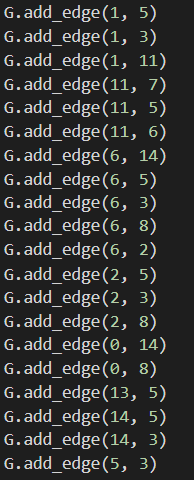 G.add_edge(1, 5)
G.add_edge(1, 3)
G.add_edge(1, 11)
G.add_edge(11, 7)
G.add_edge(11, 5)
G.add_edge(11, 6)
G.add_edge(6, 14)
G.add_edge(6, 5)
G.add_edge(6, 3)
G.add_edge(6, 8)
G.add_edge(6, 2)
G.add_edge(2, 5)
G.add_edge(2, 3)
G.add_edge(2, 8)
G.add_edge(0, 14)
G.add_edge(0, 8)
G.add_edge(13, 5)
G.add_edge(14, 5)
G.add_edge(14, 3)
G.add_edge(5, 3)